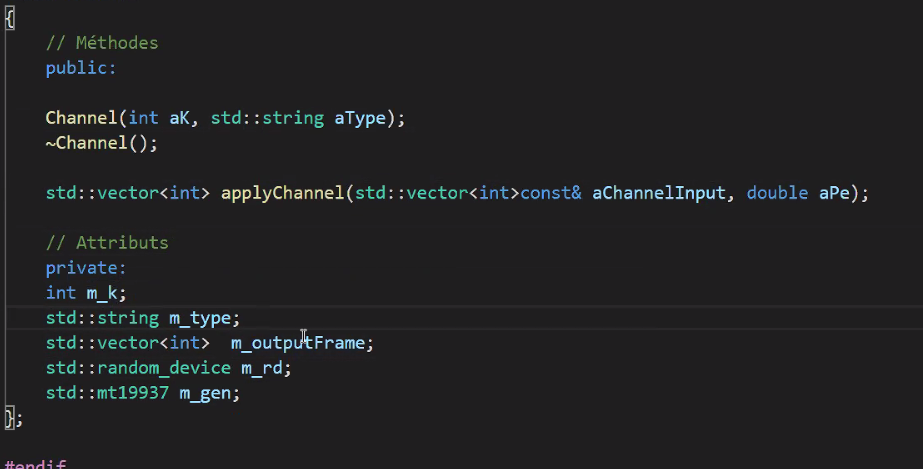 {
// Méthodes
public:
Channel(int aK, std::string aType);
~Channel();
std::vector<int> applyChannel(std::vector<int>const& aChannelInput, double aPe);
// Attributs
private:
int m_k;
std::string m_type;
std::vector<int>  m_outputFrame;
std::random_device m_rd;
std::mt19937 m_gen;
};
#endif